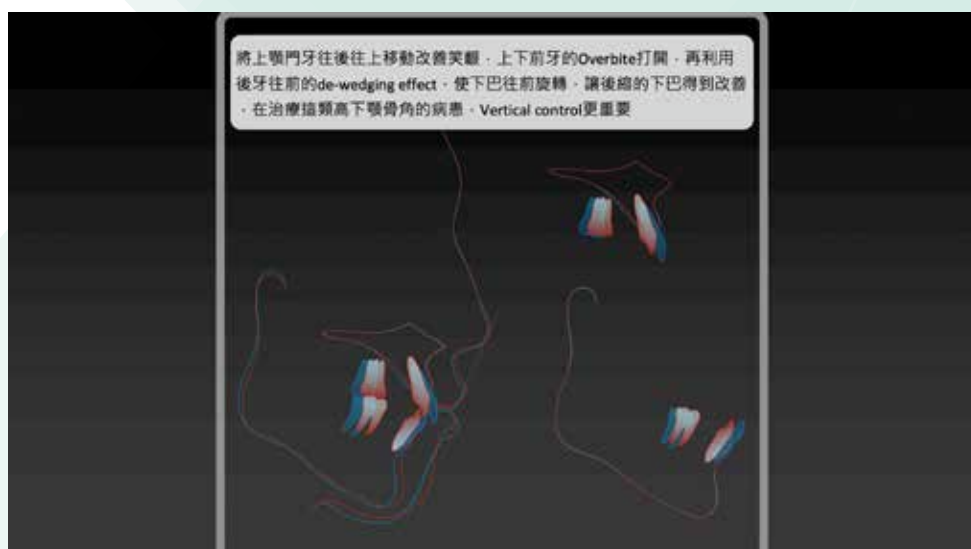 將上顎門牙往後往上移動改善笑齦．上下前牙的Overbite打開．再利用
後牙往前的de-wedging effect．使下巴往前旋轉．讓後縮的下巴得到改善
．在治療這類高下顎骨角的病患．Vertical control更重要